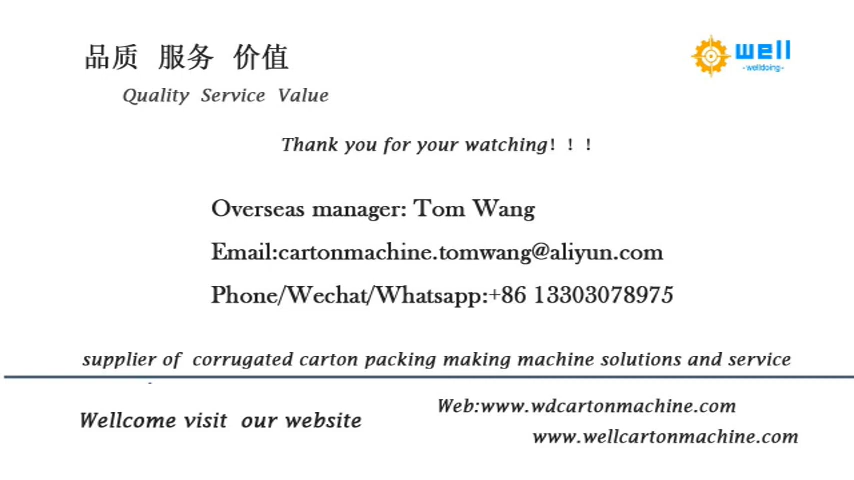 品质 服务 价值
well
-welldoing-
Quality Service Value
Thank you for your watching！！！
Overseas manager: Tom Wang
Email:cartonmachine.tomwang@aliyun.com
Phone/Wechat/Whatsapp:+86 13303078975
supplier of corrugated carton packing making machine solutions and service
Wellcome visit our website
Web:www.wdcartonmachine.com
www.wellcartonmachine.com